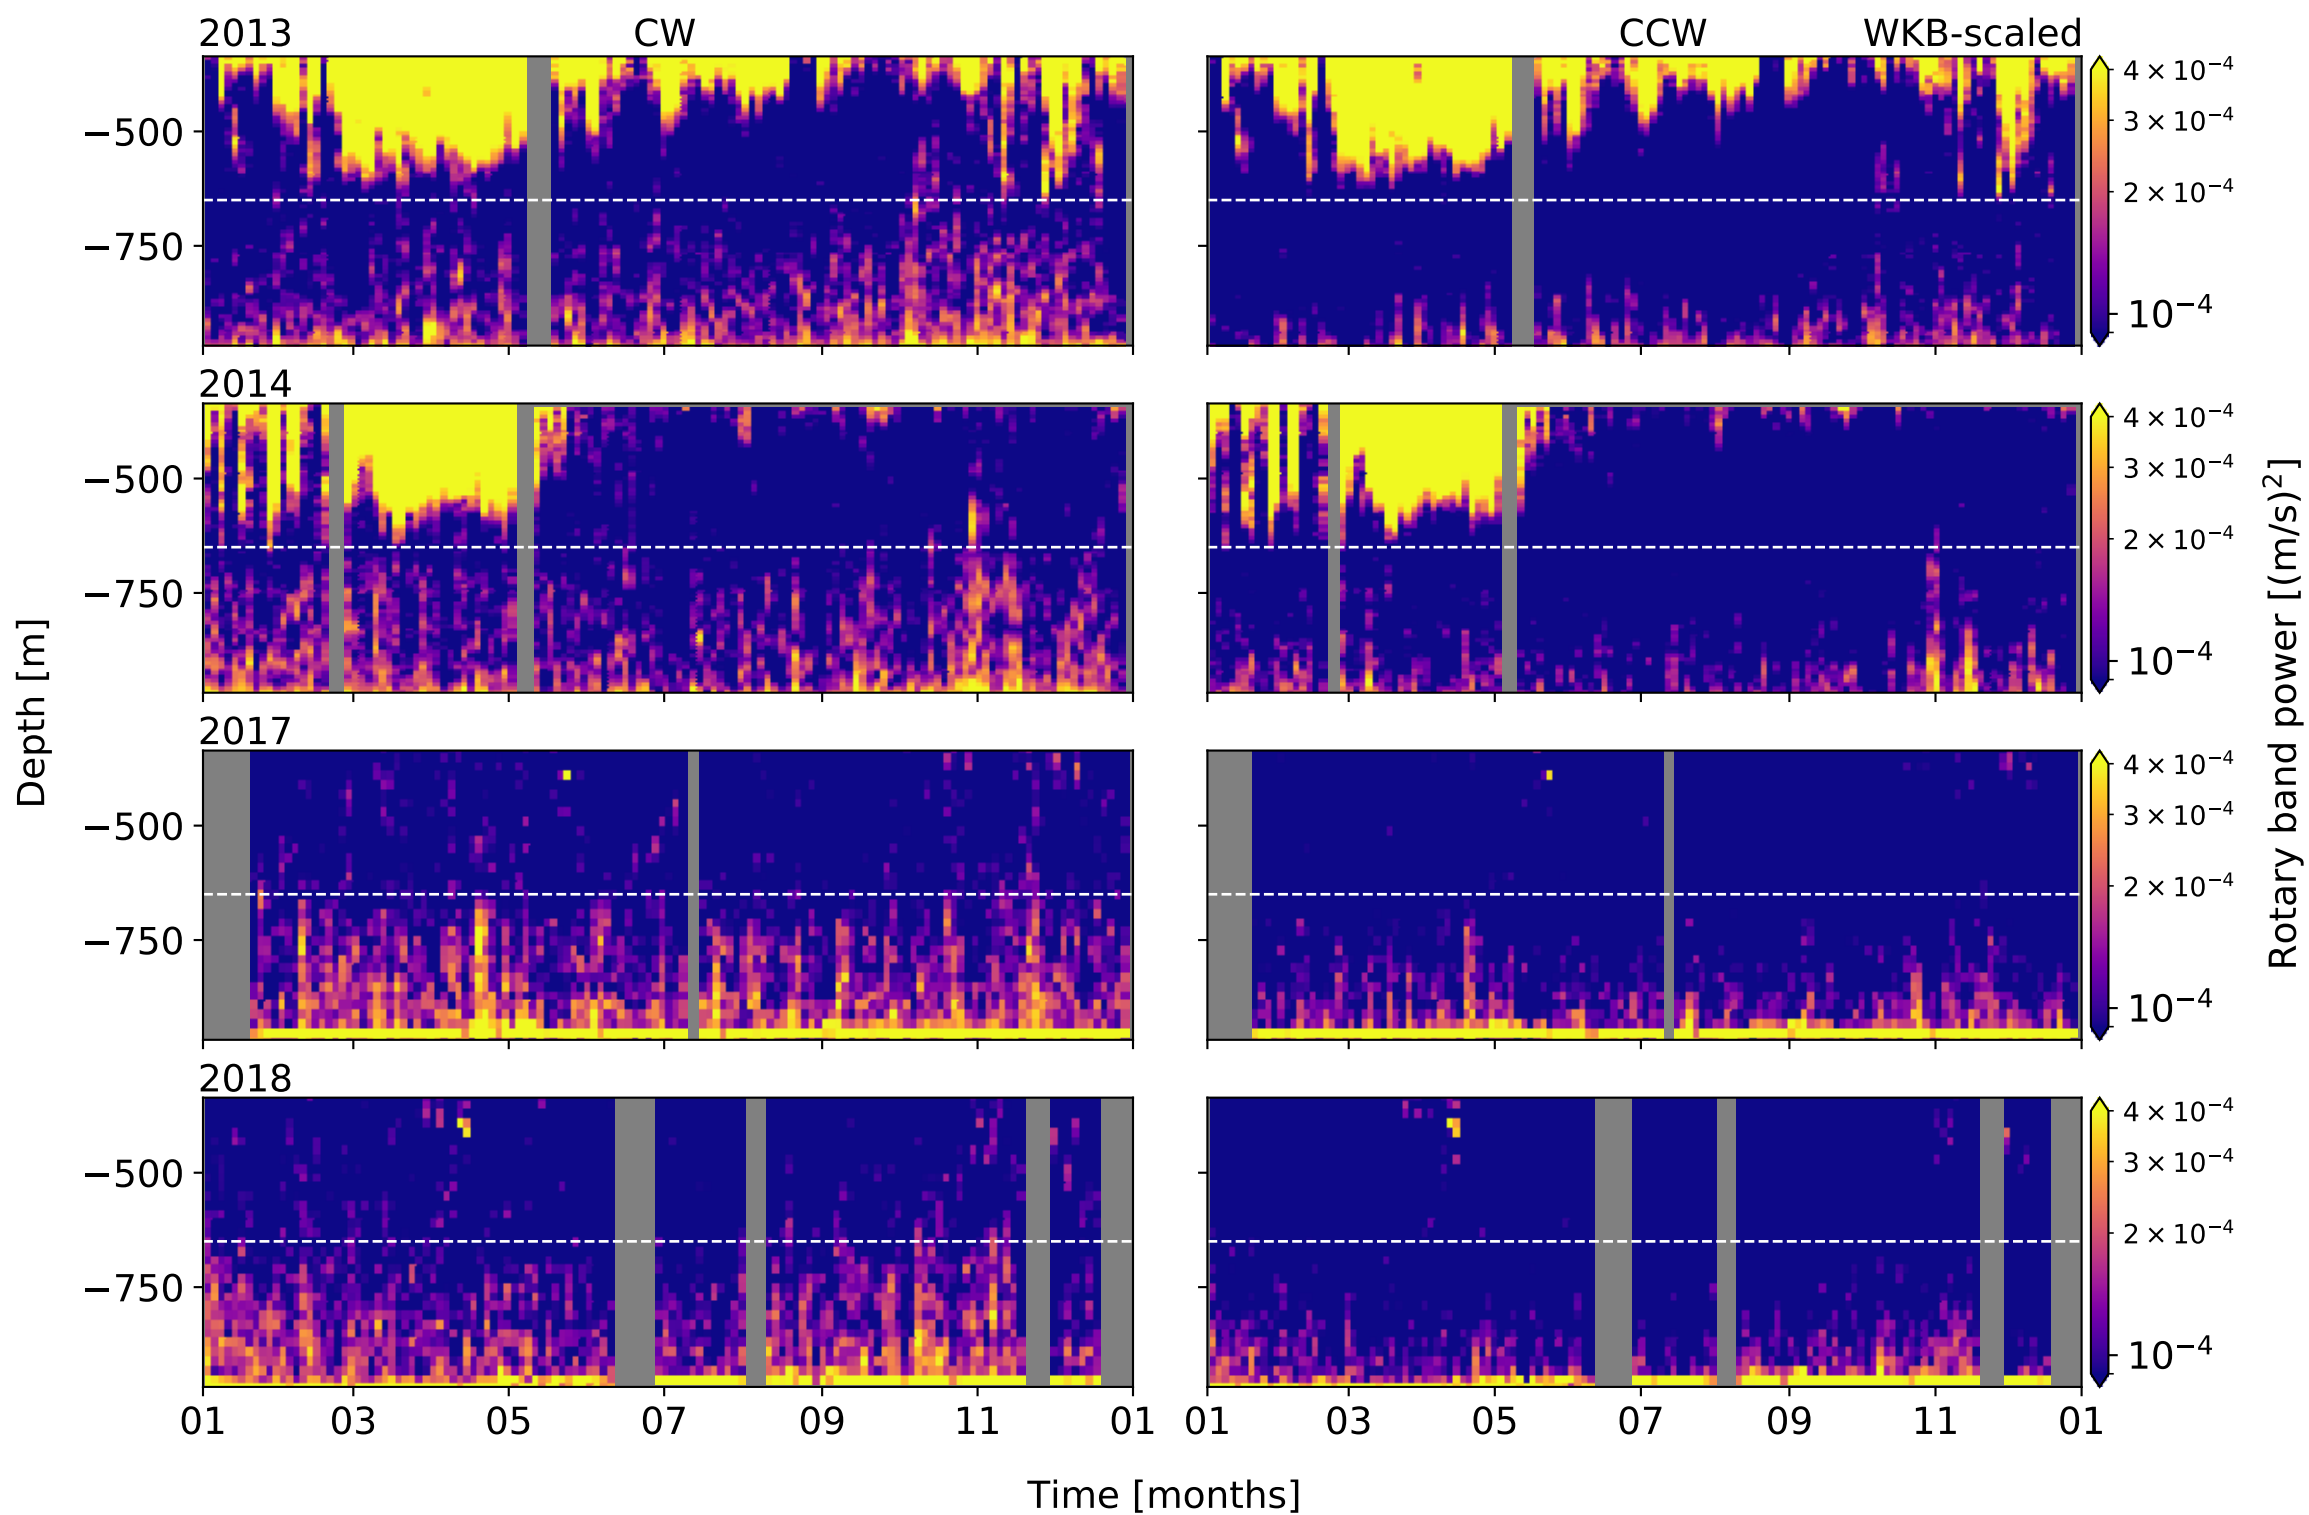 2013 CW CCW WKB-scaled
−500
−750
4 × 10⁻⁴
3 × 10⁻⁴
2 × 10⁻⁴
10⁻⁴
2014
−500
−750
4 × 10⁻⁴
3 × 10⁻⁴
2 × 10⁻⁴
10⁻⁴
Depth [m]
Rotary band power [(m/s)²]
2017
−500
−750
4 × 10⁻⁴
3 × 10⁻⁴
2 × 10⁻⁴
10⁻⁴
2018
−500
−750
4 × 10⁻⁴
3 × 10⁻⁴
2 × 10⁻⁴
10⁻⁴
01 03 05 07 09 11 01 01 03 05 07 09 11 01
Time [months]